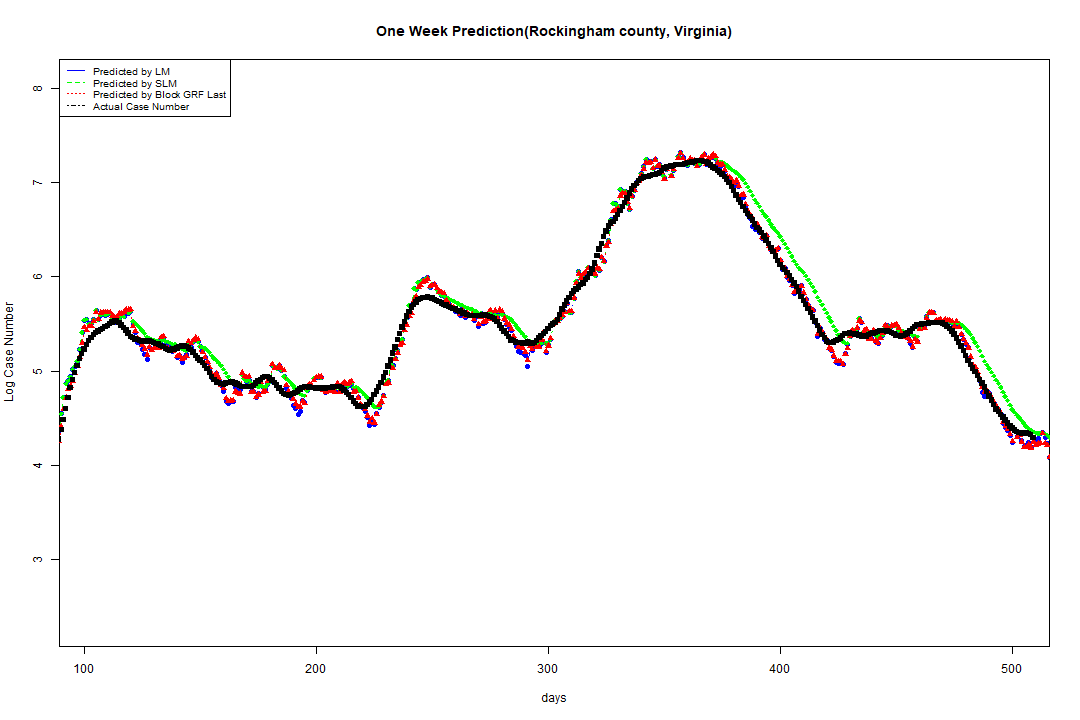 One Week Prediction(Rockingham county, Virginia)
Predicted by LM
Predicted by SLM
Predicted by Block GRF Last
Actual Case Number
8
7
6
5
4
3
Log Case Number
100 200 300 400 500
days